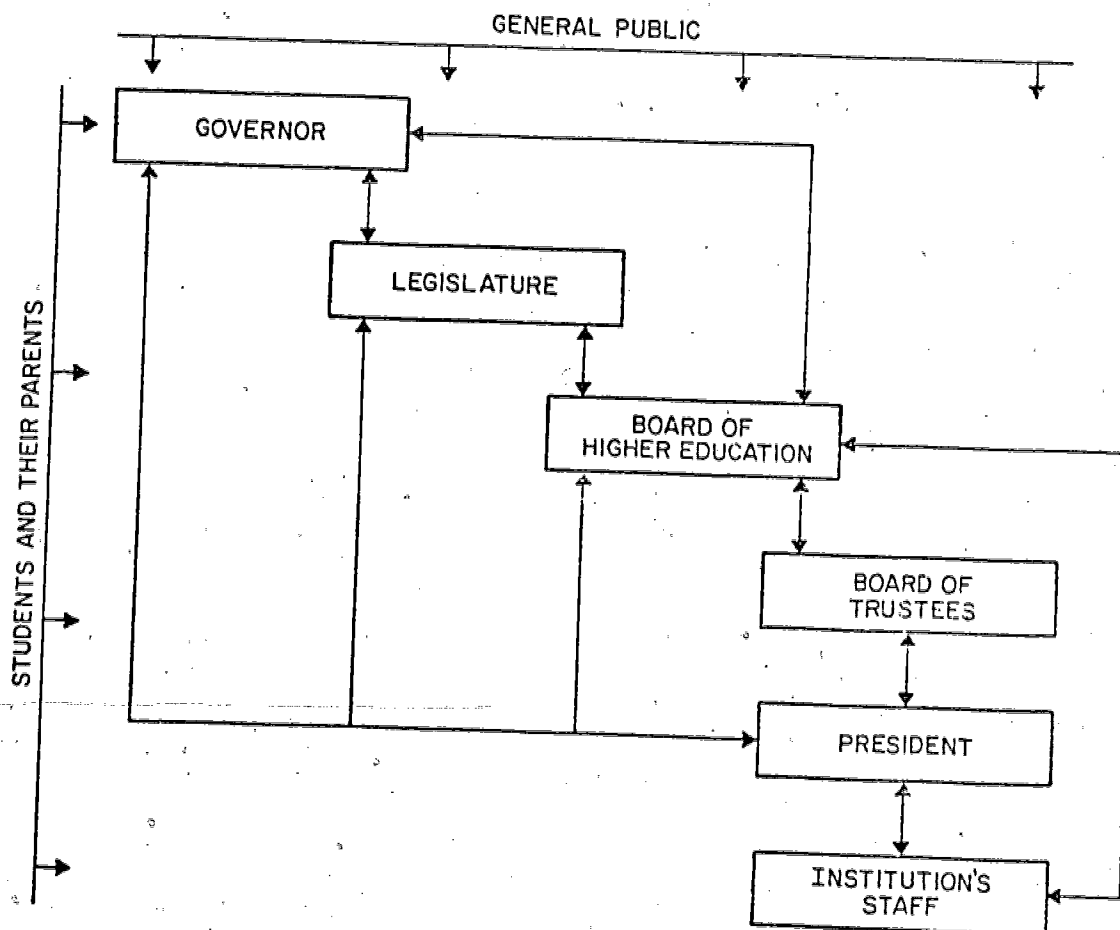 GENERAL PUBLIC
GOVERNOR
LEGISLATURE
STUDENTS AND THEIR PARENTS
BOARD OF
HIGHER EDUCATION
BOARD OF
TRUSTEES
PRESIDENT
INSTITUTION'S
STAFF